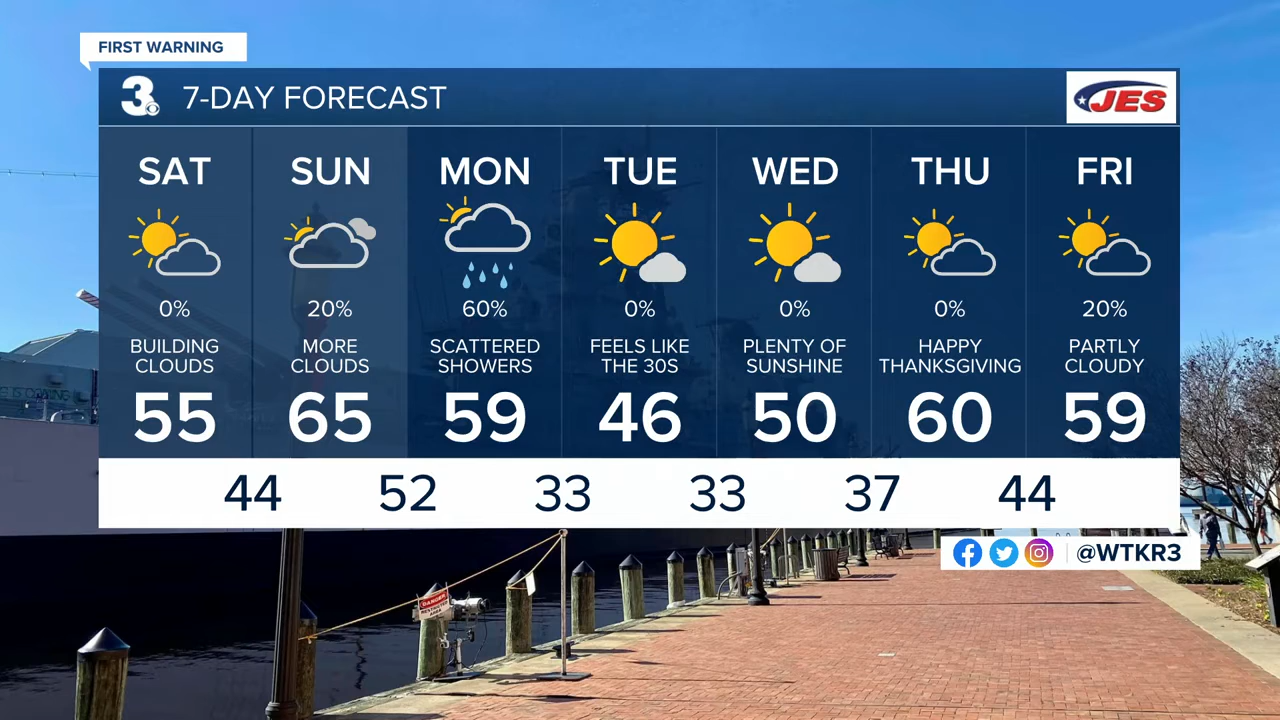 FIRST WARNING
3 7-DAY FORECAST JES
SAT SUN MON TUE WED THU FRI
0% 20% 60% 0% 0% 0% 20%
BUILDING MORE SCATTERED FEELS LIKE PLENTY OF HAPPY PARTLY
CLOUDS CLOUDS SHOWERS THE 30S SUNSHINE THANKSGIVING CLOUDY
55 65 59 46 50 60 59
44 52 33 33 37 44
@WTKR3
DANGER